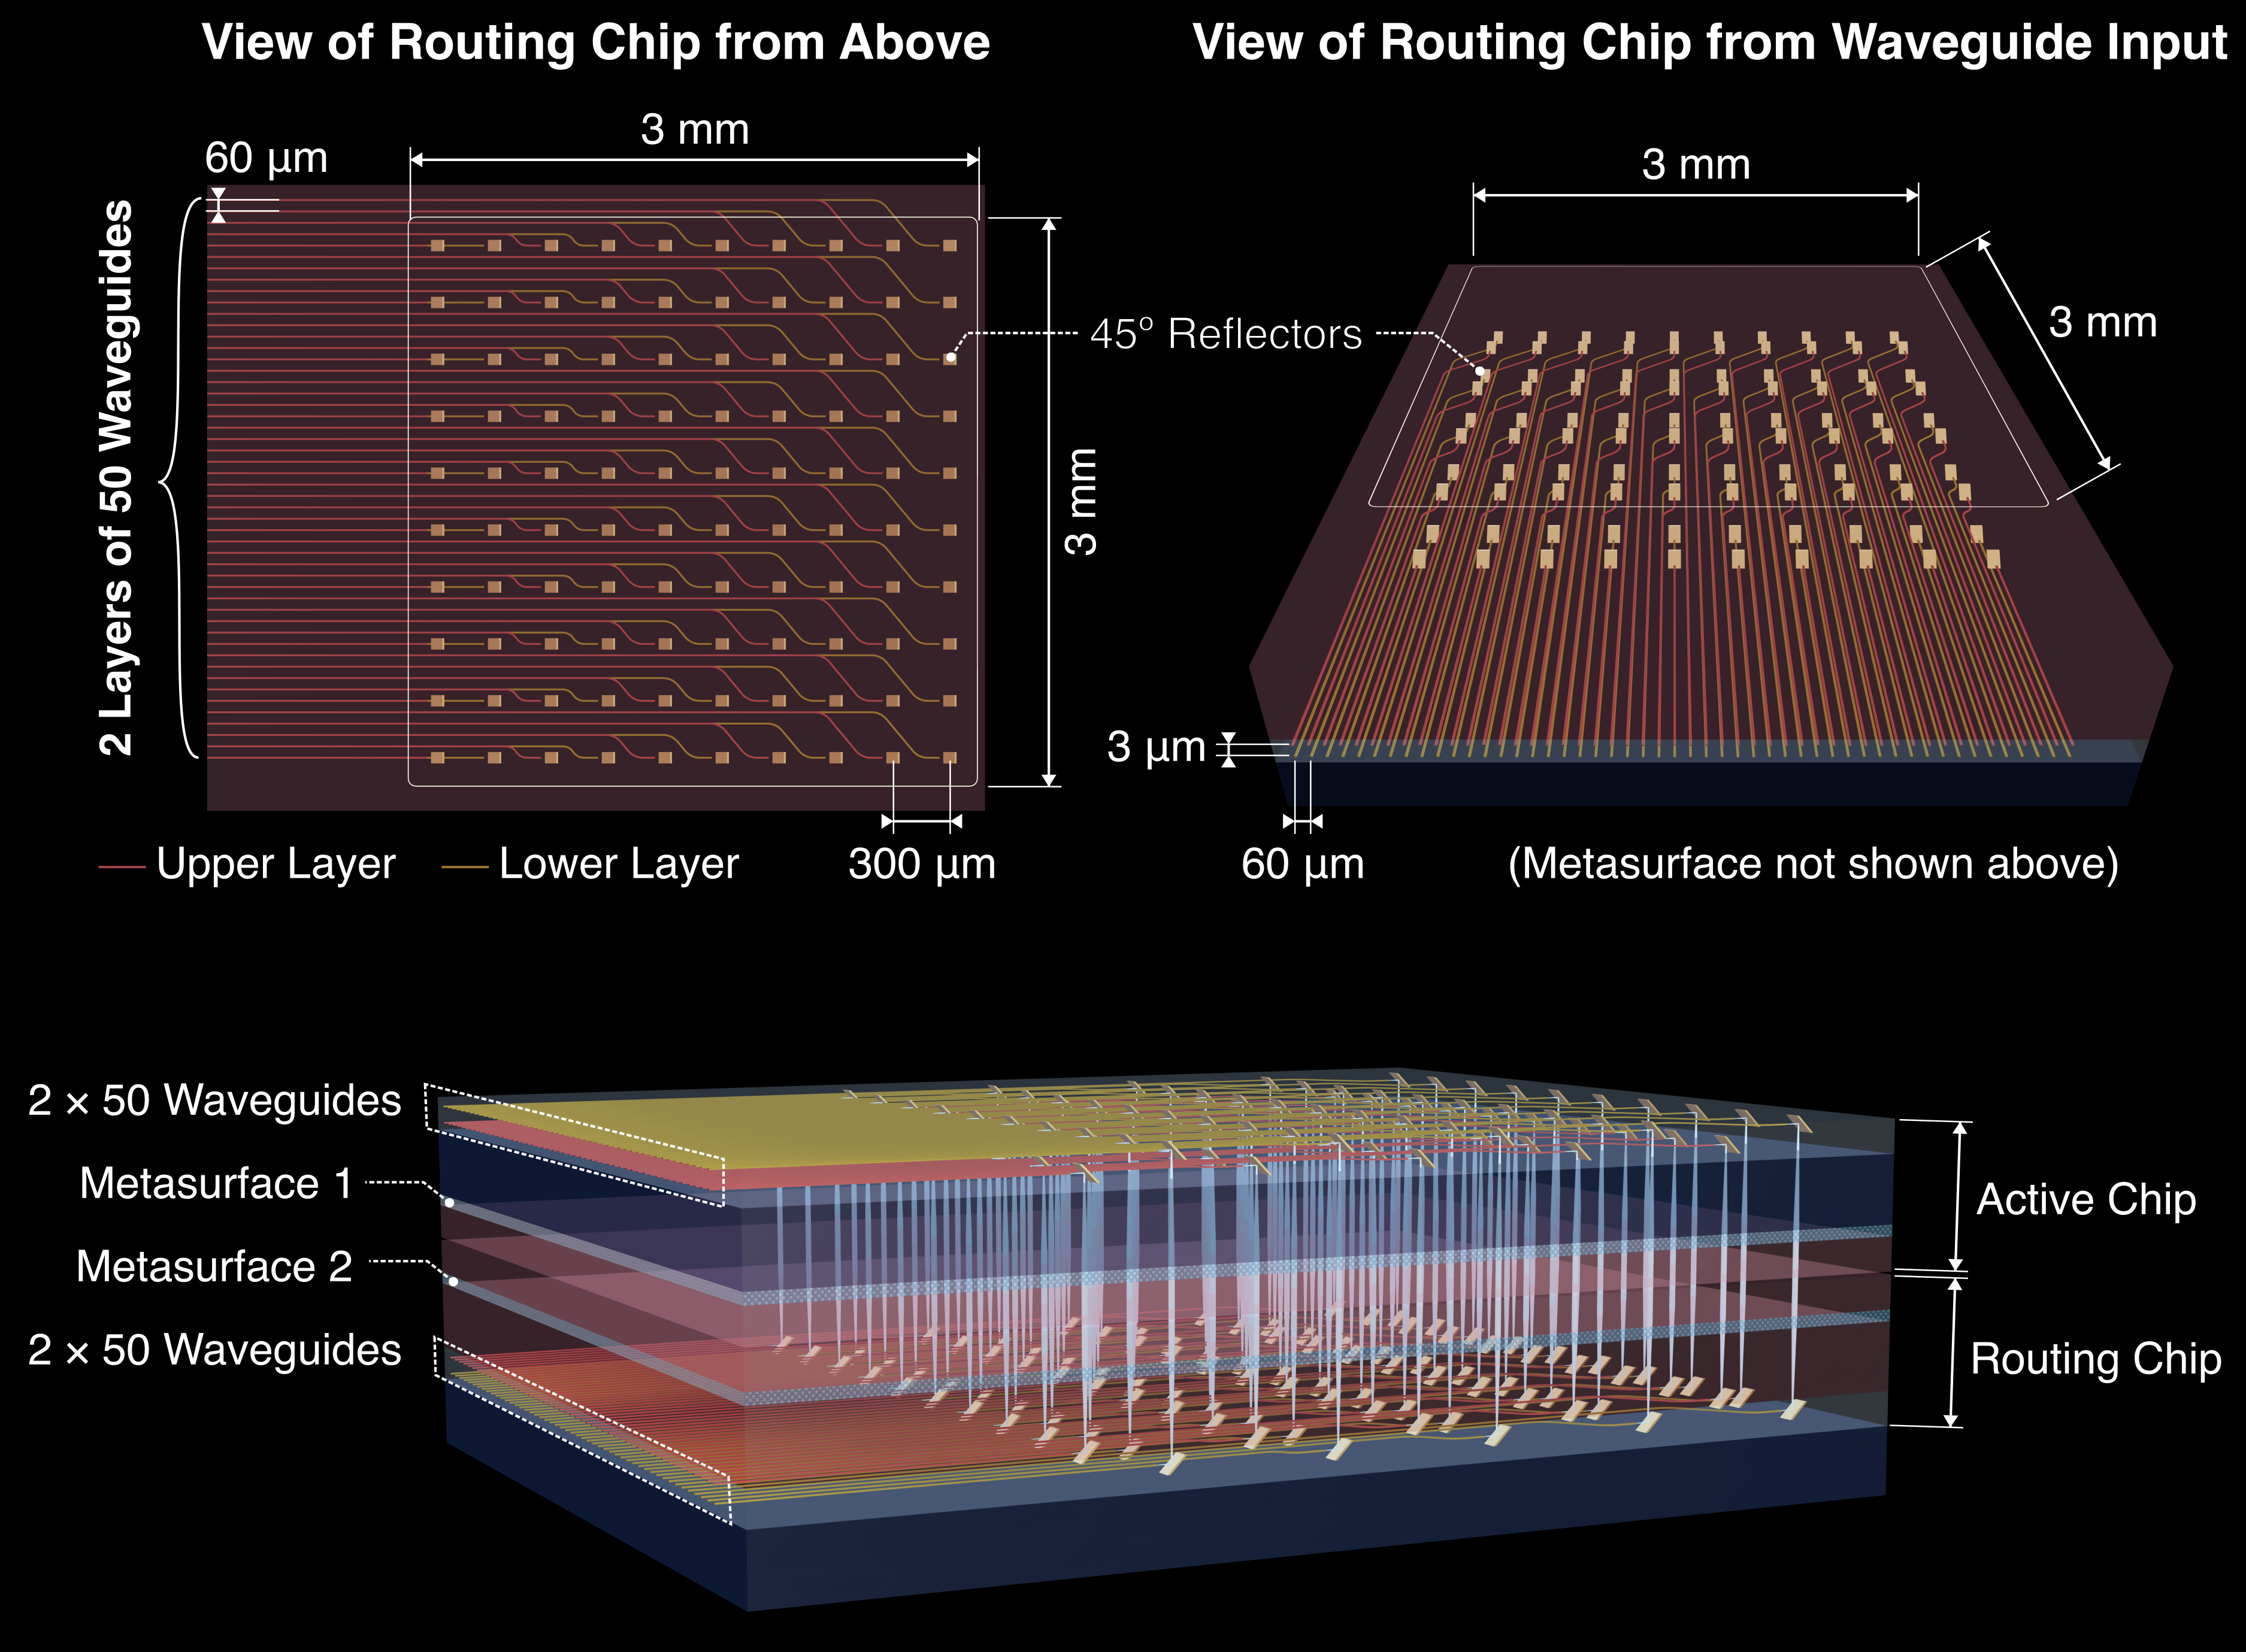 View of Routing Chip from Above
View of Routing Chip from Waveguide Input
3 mm
60 μm
2 Layers of 50 Waveguides
3 mm
300 μm
Upper Layer
Lower Layer
45º Reflectors
3 mm
3 mm
3 μm
60 μm
(Metasurface not shown above)
2 × 50 Waveguides
Metasurface 1
Metasurface 2
2 × 50 Waveguides
Active Chip
Routing Chip